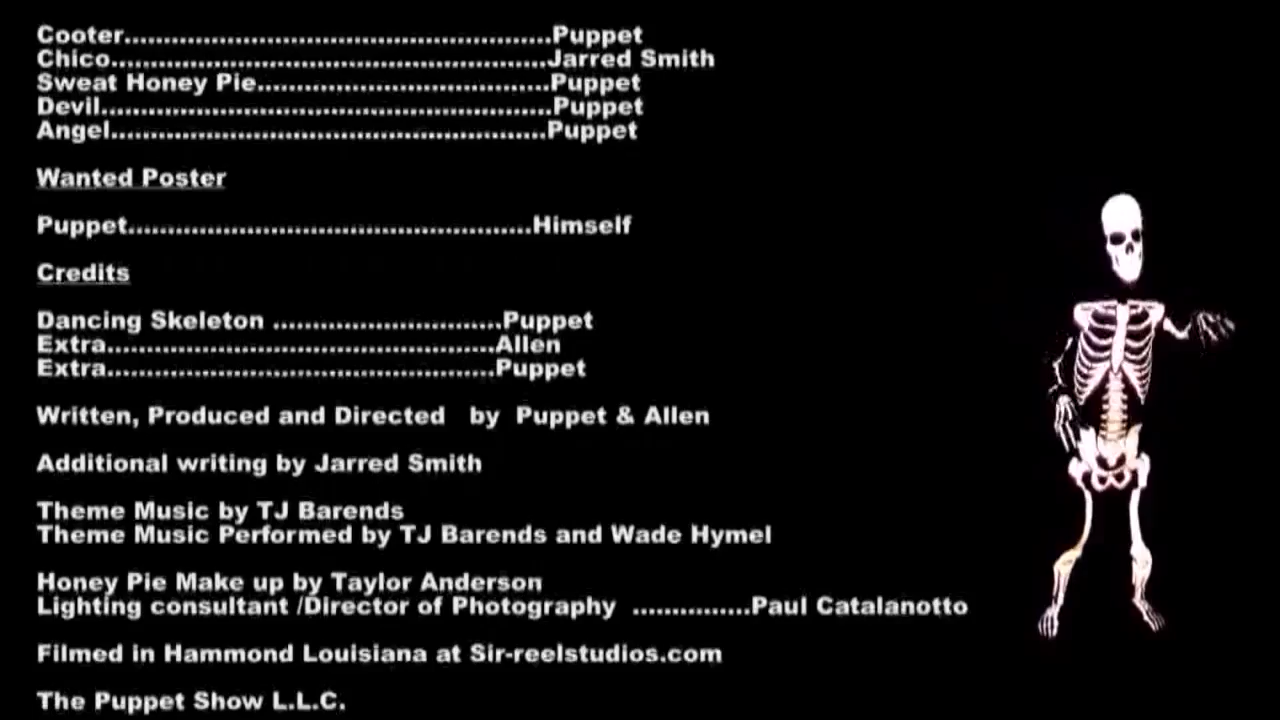 Cooter......................................................Puppet
Chico.......................................................Jarred Smith
Sweat Honey Pie.....................................Puppet
Devil.........................................................Puppet
Angel.......................................................Puppet
Wanted Poster
Puppet...................................................Himself
Credits
Dancing Skeleton .............................Puppet
Extra.................................................Allen
Extra.................................................Puppet
Written, Produced and Directed   by  Puppet & Allen
Additional writing by Jarred Smith
Theme Music by TJ Barends
Theme Music Performed by TJ Barends and Wade Hymel
Honey Pie Make up by Taylor Anderson
Lighting consultant /Director of Photography  ...............Paul Catalanotto
Filmed in Hammond Louisiana at Sir-reelstudios.com
The Puppet Show L.L.C.